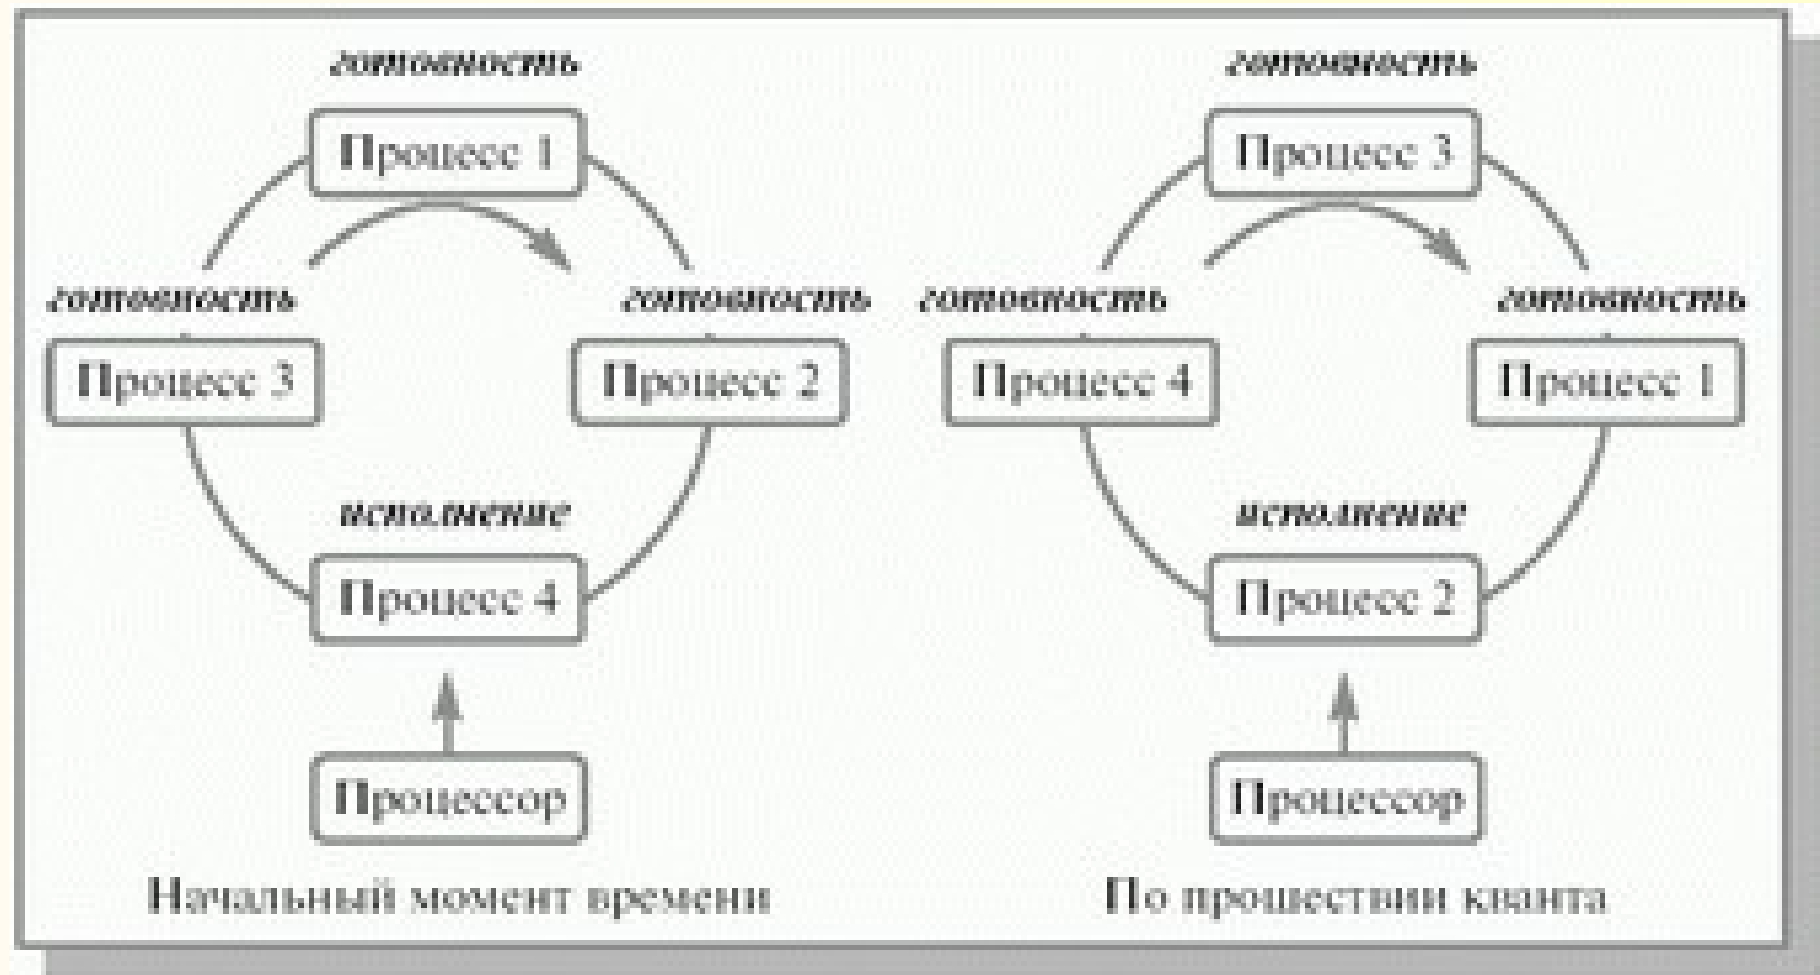 готовность
Процесс 1
готовность
готовность
Процесс 3
Процесс 2
исполнение
Процесс 4
Процессор
Начальный момент времени
готовность
Процесс 3
готовность
готовность
Процесс 4
Процесс 1
исполнение
Процесс 2
Процессор
По прошествии кванта